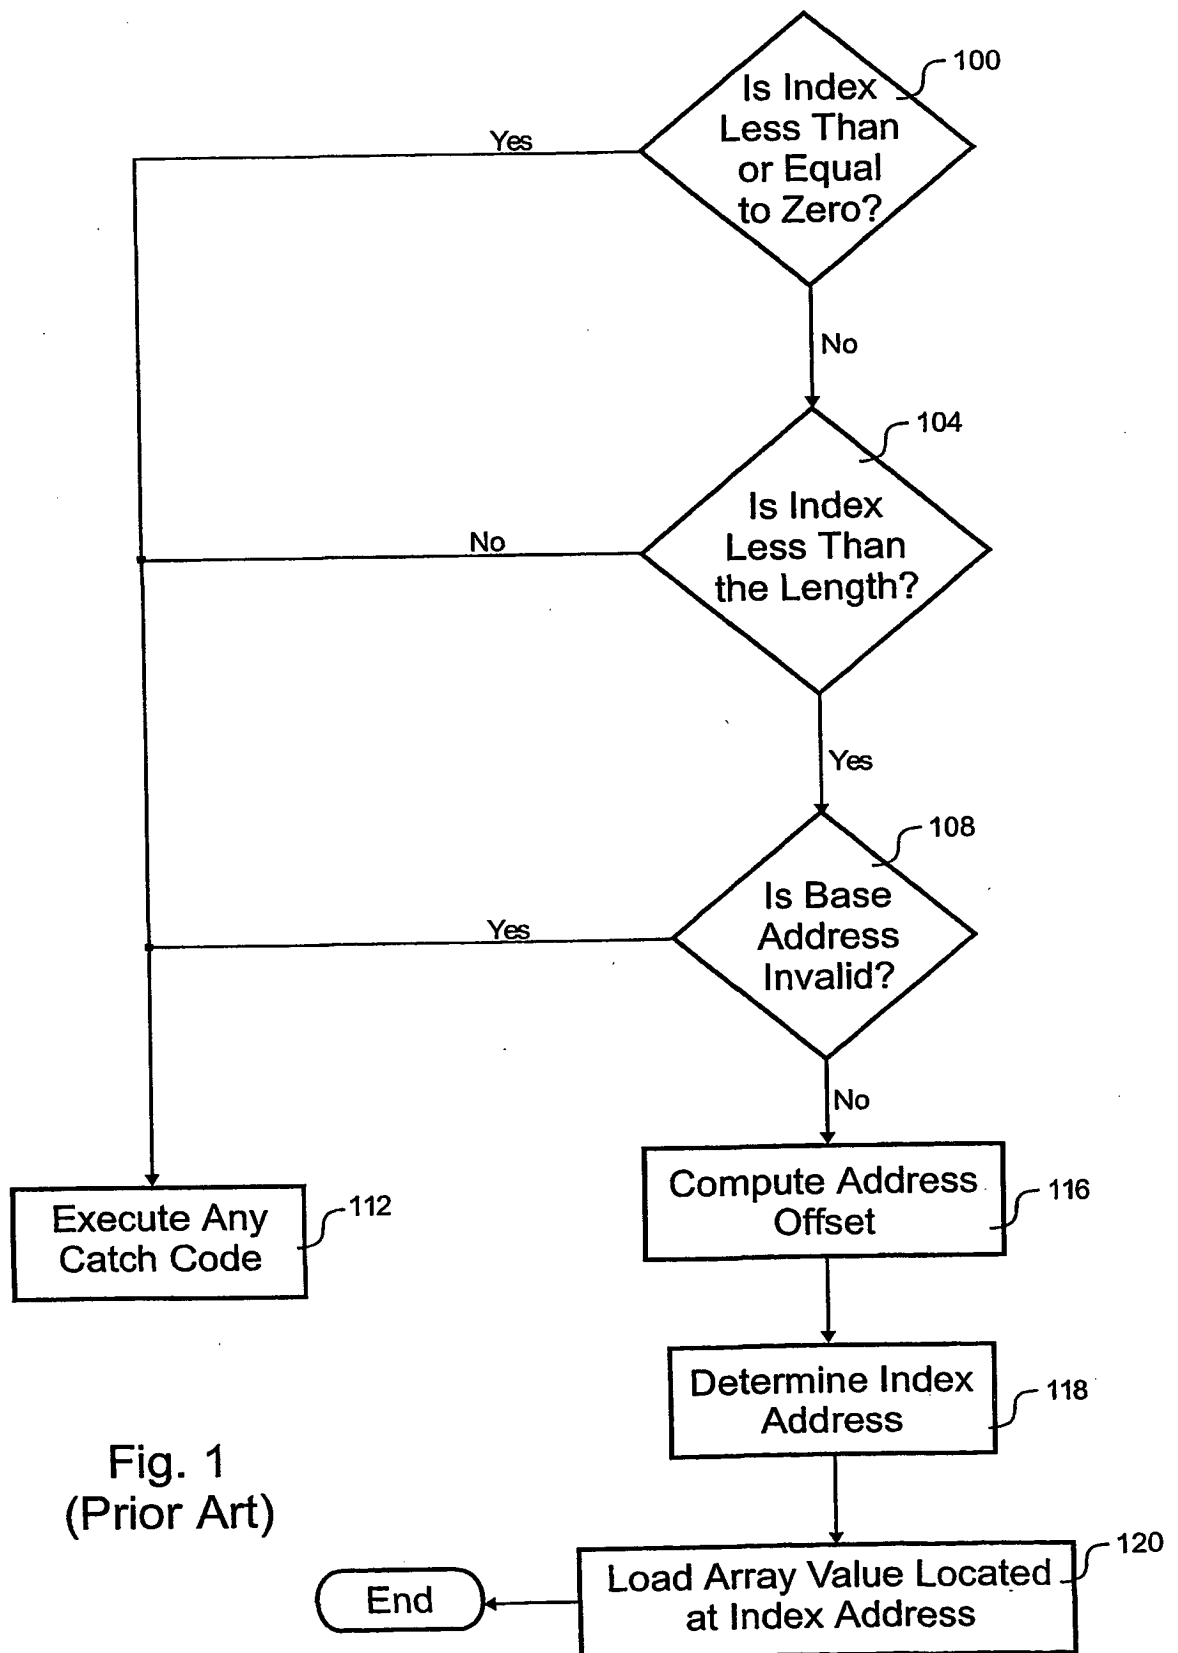 100
Is Index
Less Than
or Equal
to Zero?
Yes
No
104
Is Index
Less Than
the Length?
No
Yes
108
Is Base
Address
Invalid?
Yes
No
Compute Address
Offset
116
Execute Any
Catch Code
112
Determine Index
Address
118
Fig. 1
(Prior Art)
Load Array Value Located
at Index Address
120
End